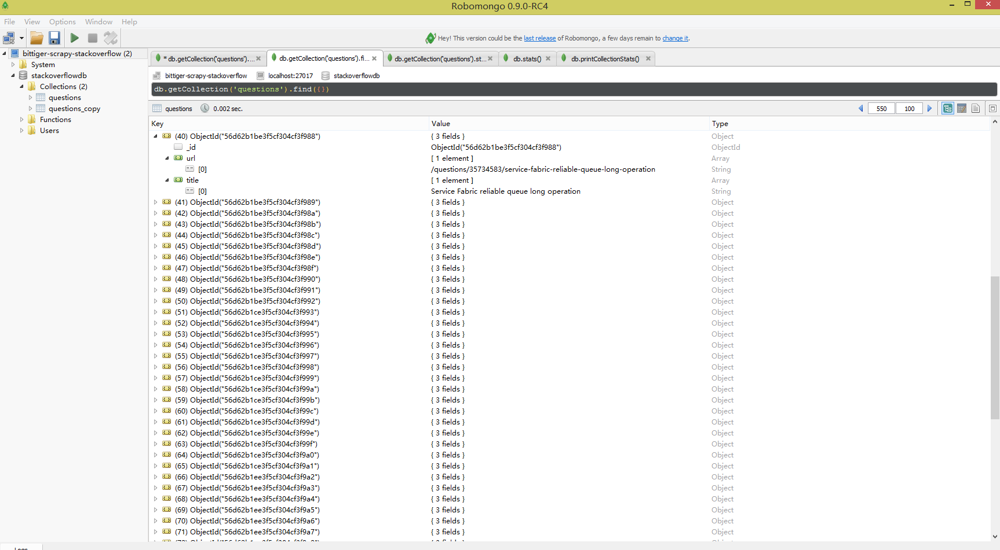 Robomongo 0.9.0-RC4
File View Options Window Help
Hey! This version could be the last release of Robomongo, a few days remain to change it.
bittiger-scrapy-stackoverflow (2)
System
stackoverflowdb
Collections (2)
questions
questions_copy
Functions
Users
* db.getCollection('questions')....
db.getCollection('questions').fi...
db.getCollection('questions').st...
db.stats()
db.printCollectionStats()
bittiger-scrapy-stackoverflow localhost:27017 stackoverflowdb
db.getCollection('questions').find({})
questions 0.002 sec. 550 100
Key Value Type
(40) ObjectId("56d62b1be3f5cf304cf3f988") { 3 fields } Object
_id ObjectId("56d62b1be3f5cf304cf3f988") ObjectId
url [ 1 element ] Array
[0] /questions/35734583/service-fabric-reliable-queue-long-operation String
title [ 1 element ] Array
[0] Service Fabric reliable queue long operation String
(41) ObjectId("56d62b1be3f5cf304cf3f989") { 3 fields } Object
(42) ObjectId("56d62b1be3f5cf304cf3f98a") { 3 fields } Object
(43) ObjectId("56d62b1be3f5cf304cf3f98b") { 3 fields } Object
(44) ObjectId("56d62b1be3f5cf304cf3f98c") { 3 fields } Object
(45) ObjectId("56d62b1be3f5cf304cf3f98d") { 3 fields } Object
(46) ObjectId("56d62b1be3f5cf304cf3f98e") { 3 fields } Object
(47) ObjectId("56d62b1be3f5cf304cf3f98f") { 3 fields } Object
(48) ObjectId("56d62b1be3f5cf304cf3f990") { 3 fields } Object
(49) ObjectId("56d62b1be3f5cf304cf3f991") { 3 fields } Object
(50) ObjectId("56d62b1be3f5cf304cf3f992") { 3 fields } Object
(51) ObjectId("56d62b1ce3f5cf304cf3f993") { 3 fields } Object
(52) ObjectId("56d62b1ce3f5cf304cf3f994") { 3 fields } Object
(53) ObjectId("56d62b1ce3f5cf304cf3f995") { 3 fields } Object
(54) ObjectId("56d62b1ce3f5cf304cf3f996") { 3 fields } Object
(55) ObjectId("56d62b1ce3f5cf304cf3f997") { 3 fields } Object
(56) ObjectId("56d62b1ce3f5cf304cf3f998") { 3 fields } Object
(57) ObjectId("56d62b1ce3f5cf304cf3f999") { 3 fields } Object
(58) ObjectId("56d62b1ce3f5cf304cf3f99a") { 3 fields } Object
(59) ObjectId("56d62b1ce3f5cf304cf3f99b") { 3 fields } Object
(60) ObjectId("56d62b1ce3f5cf304cf3f99c") { 3 fields } Object
(61) ObjectId("56d62b1ce3f5cf304cf3f99d") { 3 fields } Object
(62) ObjectId("56d62b1ce3f5cf304cf3f99e") { 3 fields } Object
(63) ObjectId("56d62b1ce3f5cf304cf3f99f") { 3 fields } Object
(64) ObjectId("56d62b1ce3f5cf304cf3f9a0") { 3 fields } Object
(65) ObjectId("56d62b1ce3f5cf304cf3f9a1") { 3 fields } Object
(66) ObjectId("56d62b1ee3f5cf304cf3f9a2") { 3 fields } Object
(67) ObjectId("56d62b1ee3f5cf304cf3f9a3") { 3 fields } Object
(68) ObjectId("56d62b1ee3f5cf304cf3f9a4") { 3 fields } Object
(69) ObjectId("56d62b1ee3f5cf304cf3f9a5") { 3 fields } Object
(70) ObjectId("56d62b1ee3f5cf304cf3f9a6") { 3 fields } Object
(71) ObjectId("56d62b1ee3f5cf304cf3f9a7") { 3 fields } Object